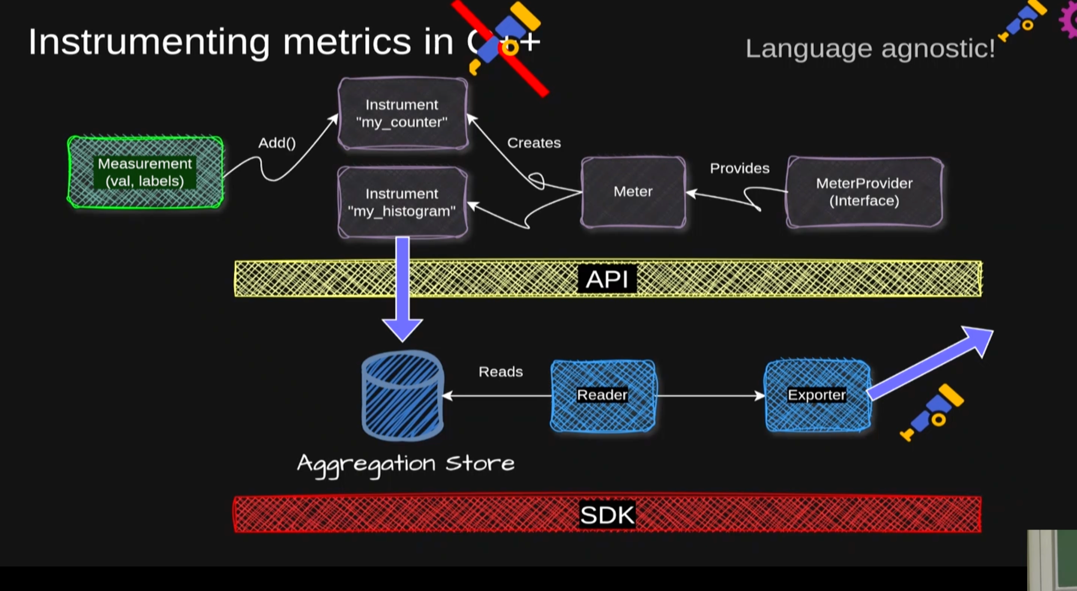 Instrumenting metrics in C++
Language agnostic!
Instrument
"my_counter"
Add()
Creates
Measurement
(val, labels)
Provides
Instrument
"my_histogram"
Meter
MeterProvider
(Interface)
API
Reads
Reader
Exporter
Aggregation Store
SDK